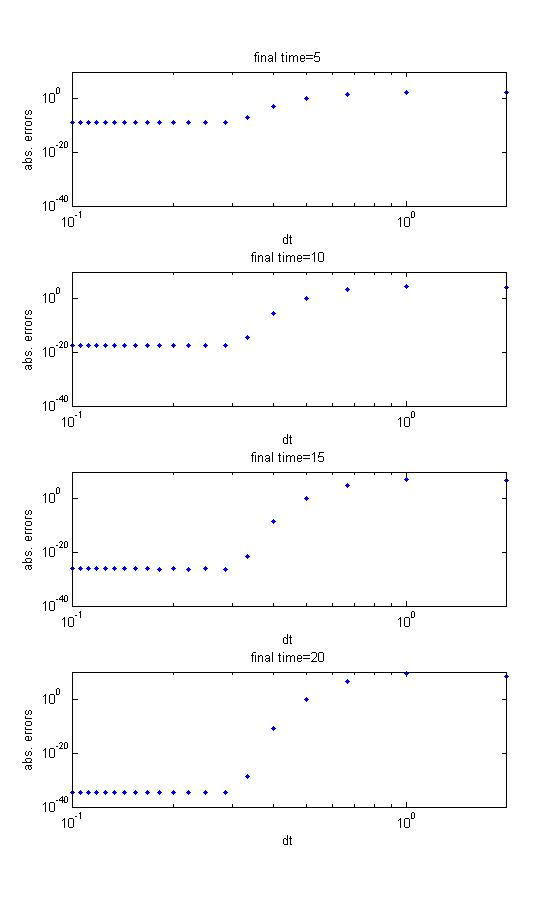 final time=5
10^0
10^-20
10^-40
abs. errors
10^-1
10^0
dt
final time=10
10^0
10^-20
10^-40
abs. errors
10^-1
10^0
dt
final time=15
10^0
10^-20
10^-40
abs. errors
10^-1
10^0
dt
final time=20
10^0
10^-20
10^-40
abs. errors
10^-1
10^0
dt